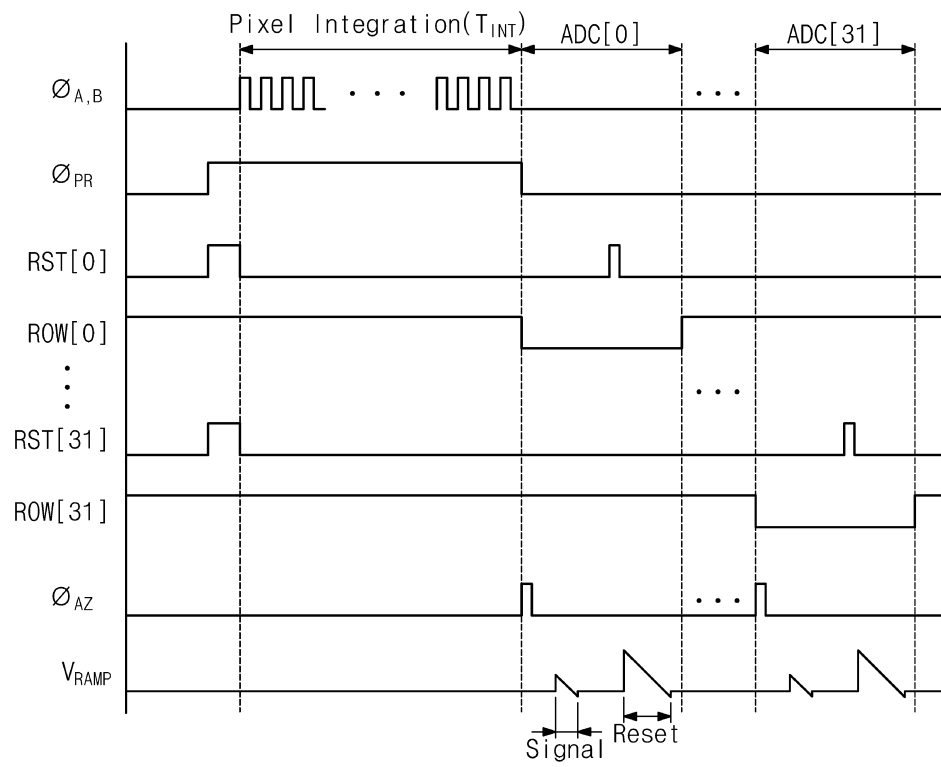 Pixel Integration(T_INT)
ADC[0]
ADC[31]
Ø_A,B
Ø_PR
RST[0]
ROW[0]
RST[31]
ROW[31]
Ø_AZ
V_RAMP
Signal
Reset